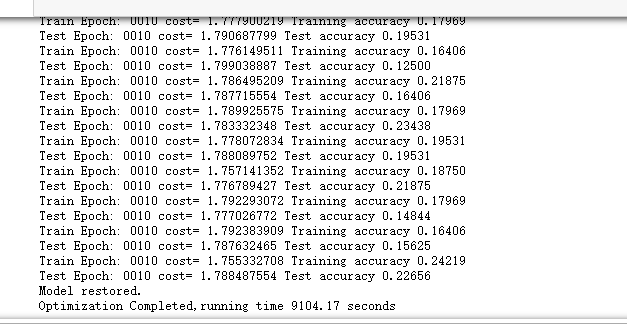 Train Epoch: 0010 cost= 1.777900219 Training accuracy 0.17969
Test Epoch: 0010 cost= 1.790687799 Test accuracy 0.19531
Train Epoch: 0010 cost= 1.776149511 Training accuracy 0.16406
Test Epoch: 0010 cost= 1.799038887 Test accuracy 0.12500
Train Epoch: 0010 cost= 1.786495209 Training accuracy 0.21875
Test Epoch: 0010 cost= 1.787715554 Test accuracy 0.16406
Train Epoch: 0010 cost= 1.789925575 Training accuracy 0.17969
Test Epoch: 0010 cost= 1.783332348 Test accuracy 0.23438
Train Epoch: 0010 cost= 1.778072834 Training accuracy 0.19531
Test Epoch: 0010 cost= 1.788089752 Test accuracy 0.19531
Train Epoch: 0010 cost= 1.757141352 Training accuracy 0.18750
Test Epoch: 0010 cost= 1.776789427 Test accuracy 0.21875
Train Epoch: 0010 cost= 1.792293072 Training accuracy 0.17969
Test Epoch: 0010 cost= 1.777026772 Test accuracy 0.14844
Train Epoch: 0010 cost= 1.792383909 Training accuracy 0.16406
Test Epoch: 0010 cost= 1.787632465 Test accuracy 0.15625
Train Epoch: 0010 cost= 1.755332708 Training accuracy 0.24219
Test Epoch: 0010 cost= 1.788487554 Test accuracy 0.22656
Model restored.
Optimization Completed,running time 9104.17 seconds